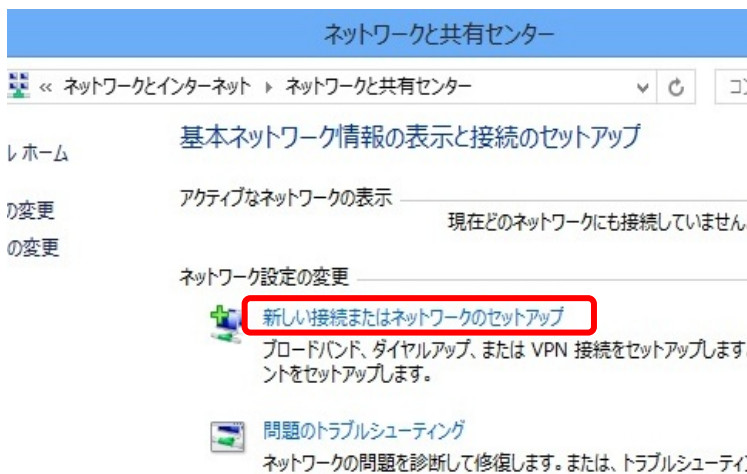 ネットワークと共有センター
« ネットワークとインターネット ▸ ネットワークと共有センター
コン
レ ホーム
の変更
の変更
基本ネットワーク情報の表示と接続のセットアップ
アクティブなネットワークの表示
現在どのネットワークにも接続していません。
ネットワーク設定の変更
新しい接続またはネットワークのセットアップ
ブロードバンド、ダイヤルアップ、または VPN 接続をセットアップします。
ントをセットアップします。
問題のトラブルシューティング
ネットワークの問題を診断して修復します。または、トラブルシューティ